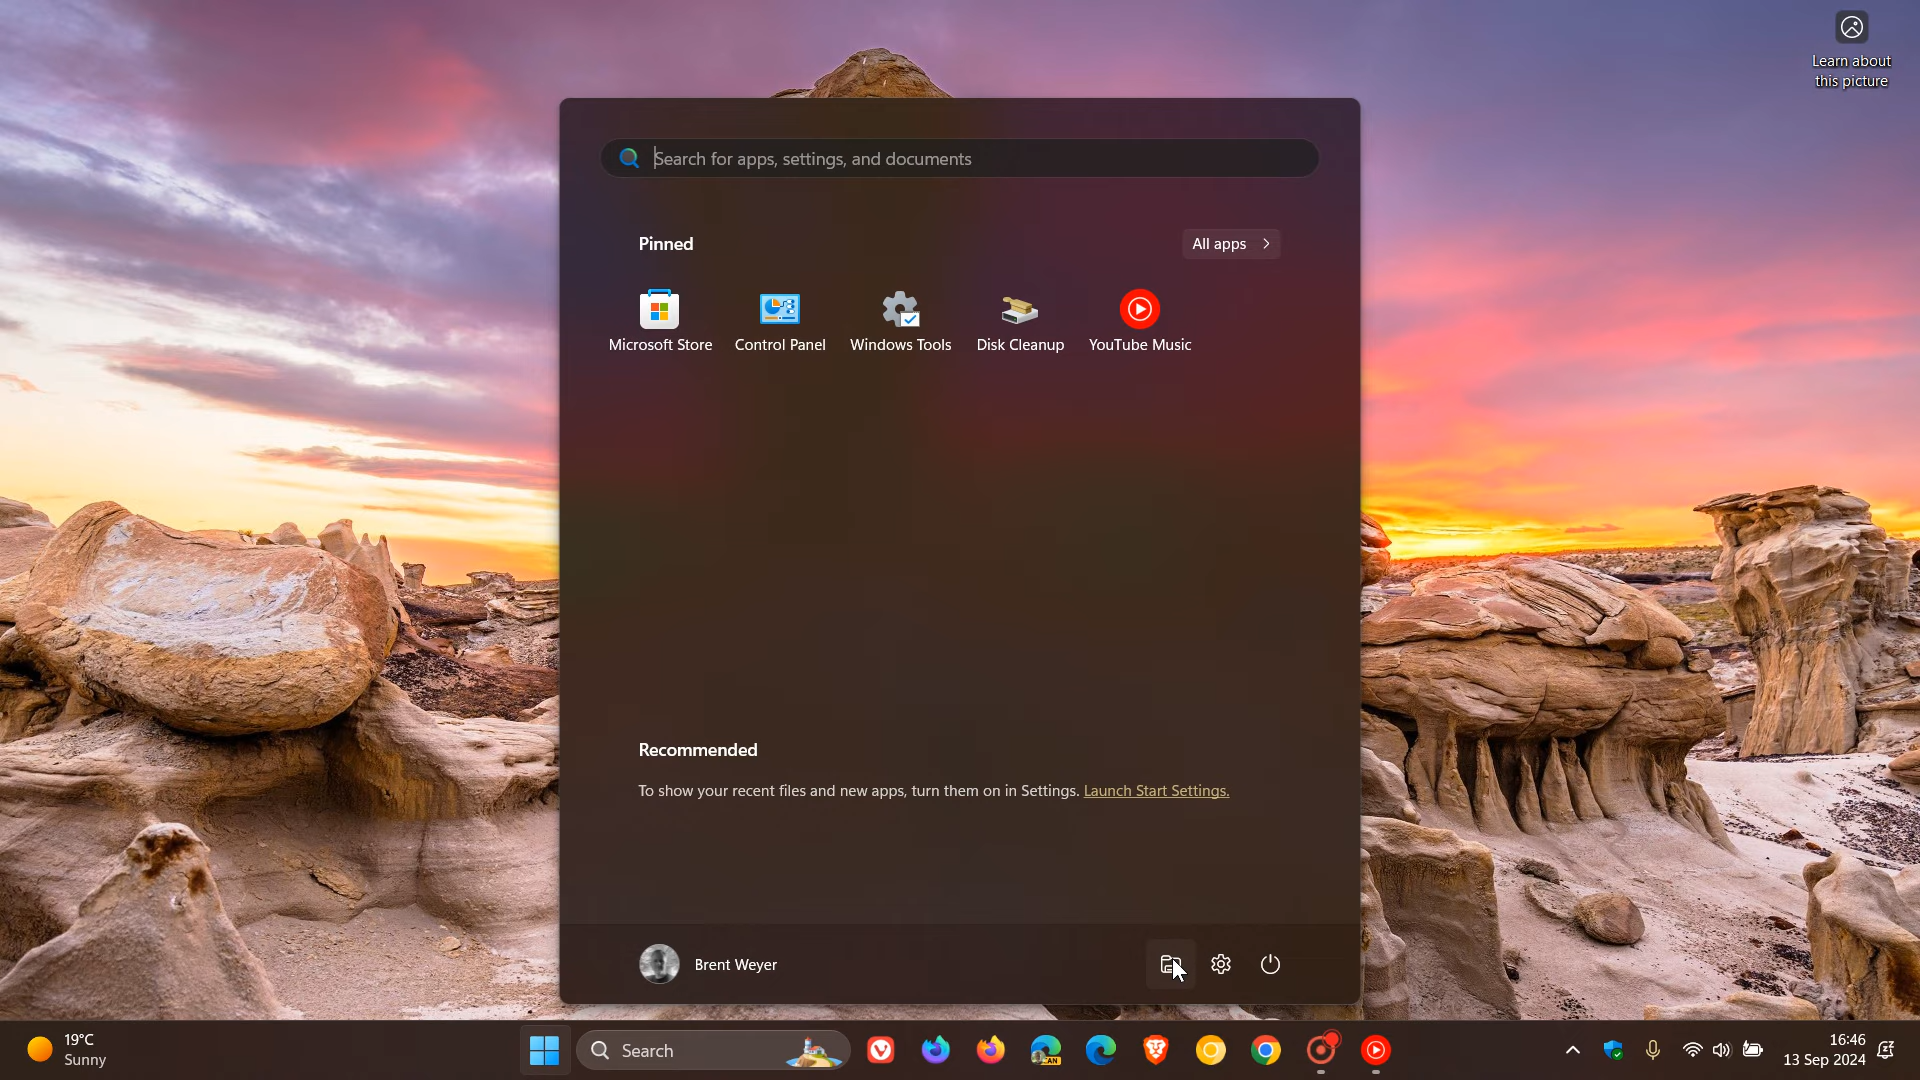 Learn about
this picture
Search for apps, settings, and documents
Pinned
All apps
Microsoft Store
Control Panel
Windows Tools
Disk Cleanup
YouTube Music
Recommended
To show your recent files and new apps, turn them on in Settings. Launch Start Settings.
Brent Weyer
19°C
Sunny
Search
CAN
16:46
13 Sep 2024